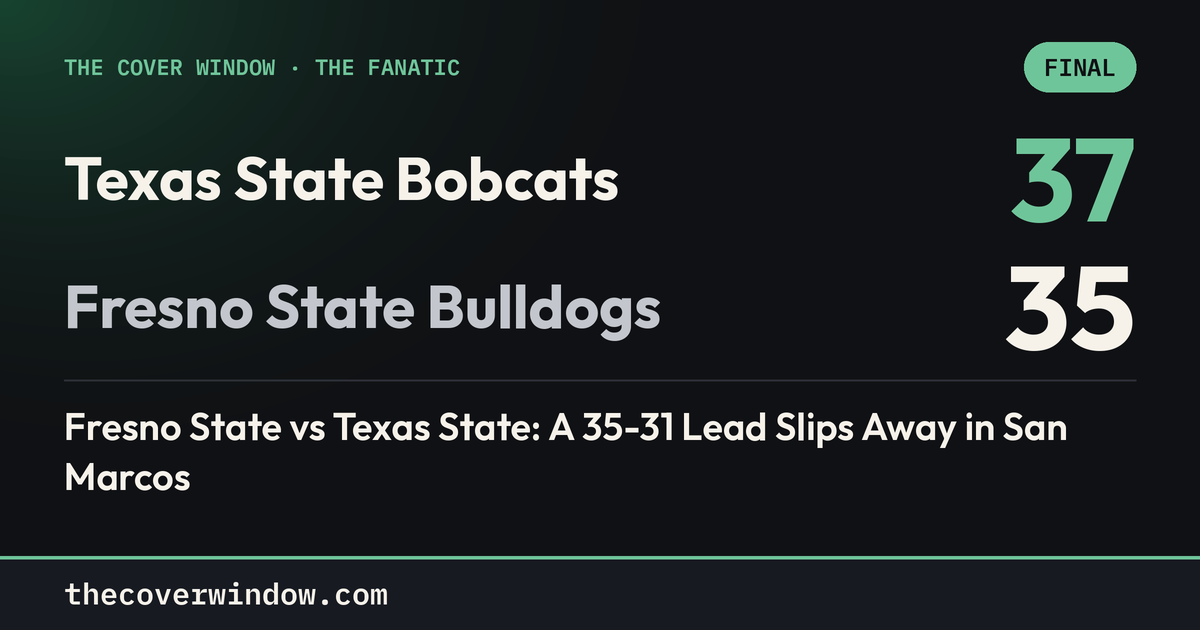 THE COVER WINDOW · THE FANATIC
FINAL
Texas State Bobcats
37
Fresno State Bulldogs
35
Fresno State vs Texas State: A 35-31 Lead Slips Away in San
Marcos
thecoverwindow.com